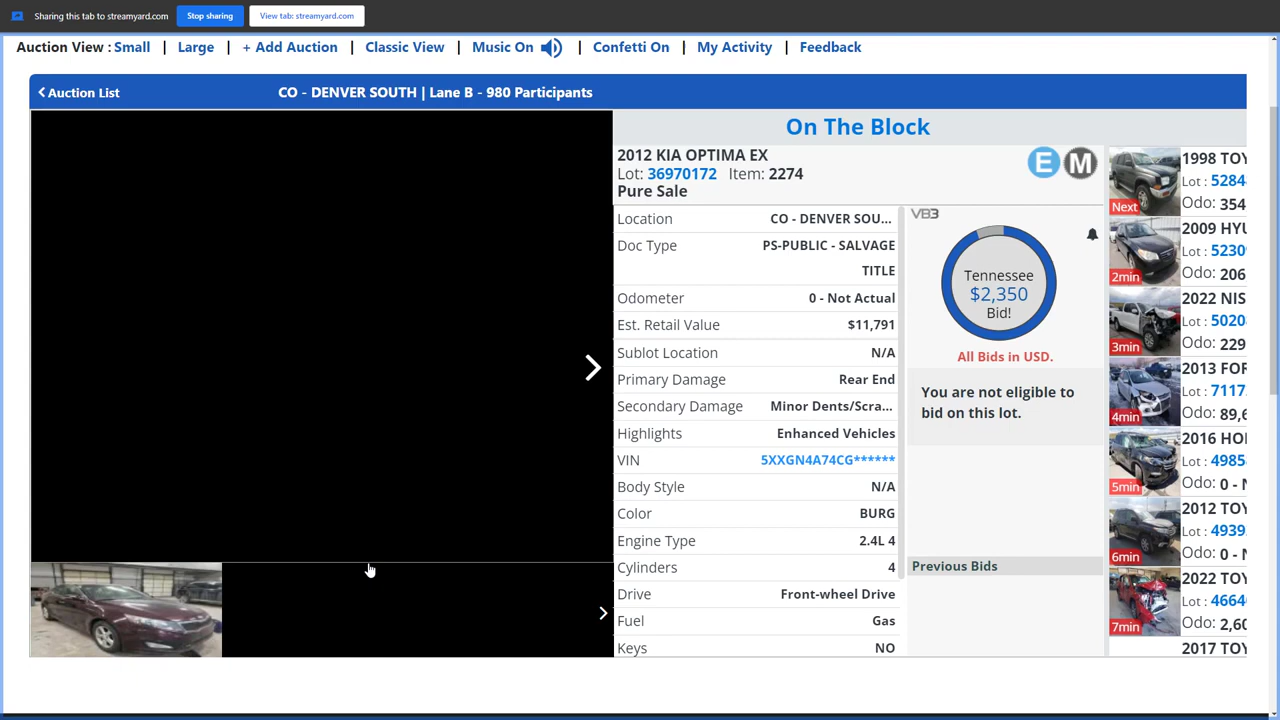 Sharing this tab to streamyard.com
Stop sharing
View tab: streamyard.com
Auction View : Small | Large | + Add Auction | Classic View | Music On | Confetti On | My Activity | Feedback
Auction List
CO - DENVER SOUTH | Lane B - 980 Participants
On The Block
2012 KIA OPTIMA EX
Lot: 36970172 Item: 2274
Pure Sale
E
M
Location CO - DENVER SOU...
Doc Type PS-PUBLIC - SALVAGE
TITLE
Odometer 0 - Not Actual
Est. Retail Value $11,791
Sublot Location N/A
Primary Damage Rear End
Secondary Damage Minor Dents/Scra...
Highlights Enhanced Vehicles
VIN 5XXGN4A74CG******
Body Style N/A
Color BURG
Engine Type 2.4L 4
Cylinders 4
Drive Front-wheel Drive
Fuel Gas
Keys NO
VB3
Tennessee
$2,350
Bid!
All Bids in USD.
You are not eligible to
bid on this lot.
Previous Bids
1998 TOY
Lot : 5284
Odo: 354
Next
2009 HYU
Lot : 5230
Odo: 206
2min
2022 NIS
Lot : 5020
Odo: 229
3min
2013 FOR
Lot : 7117
Odo: 89,6
4min
2016 HO
Lot : 4985
Odo: 0 - N
5min
2012 TOY
Lot : 4939
Odo: 0 - N
6min
2022 TOY
Lot : 4664
Odo: 2,60
7min
2017 TOY